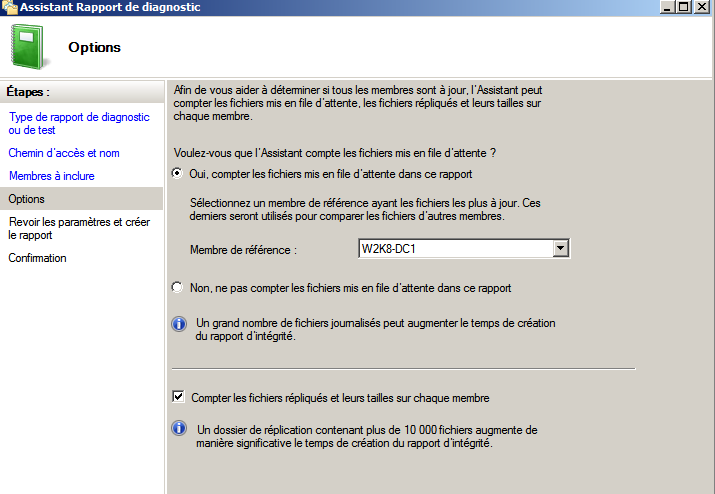 Assistant Rapport de diagnostic
Options
Étapes :
Type de rapport de diagnostic
ou de test
Chemin d'accès et nom
Membres à inclure
Options
Revoir les paramètres et créer
le rapport
Confirmation
Afin de vous aider à déterminer si tous les membres sont à jour, l'Assistant peut
compter les fichiers mis en file d'attente, les fichiers répliqués et leurs tailles sur
chaque membre.
Voulez-vous que l'Assistant compte les fichiers mis en file d'attente ?
Oui, compter les fichiers mis en file d'attente dans ce rapport
Sélectionnez un membre de référence ayant les fichiers les plus à jour. Ces
derniers seront utilisés pour comparer les fichiers d'autres membres.
Membre de référence :
W2K8-DC1
Non, ne pas compter les fichiers mis en file d'attente dans ce rapport
Un grand nombre de fichiers journalisés peut augmenter le temps de création
du rapport d'intégrité.
Compter les fichiers répliqués et leurs tailles sur chaque membre
Un dossier de réplication contenant plus de 10 000 fichiers augmente de
manière significative le temps de création du rapport d'intégrité.